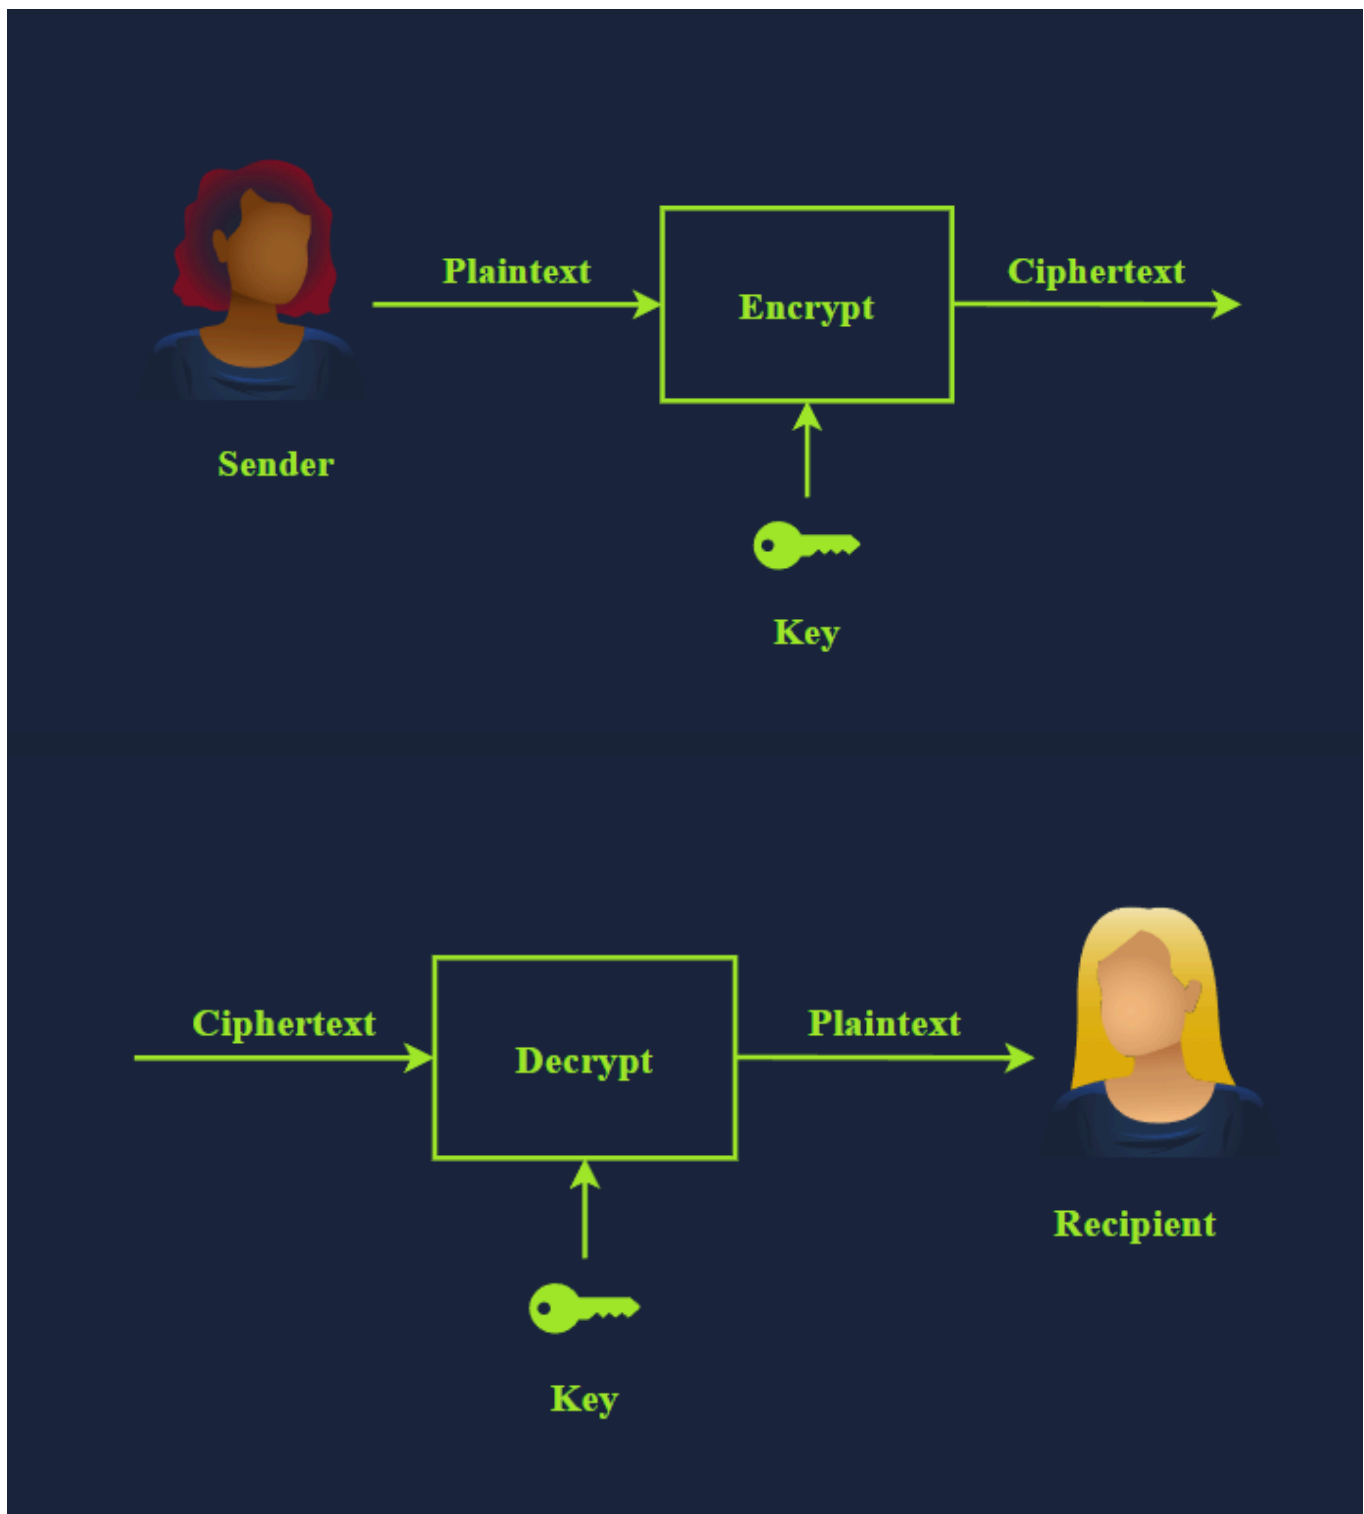 Plaintext
Ciphertext
Encrypt
Sender
Key
Ciphertext
Plaintext
Decrypt
Recipient
Key